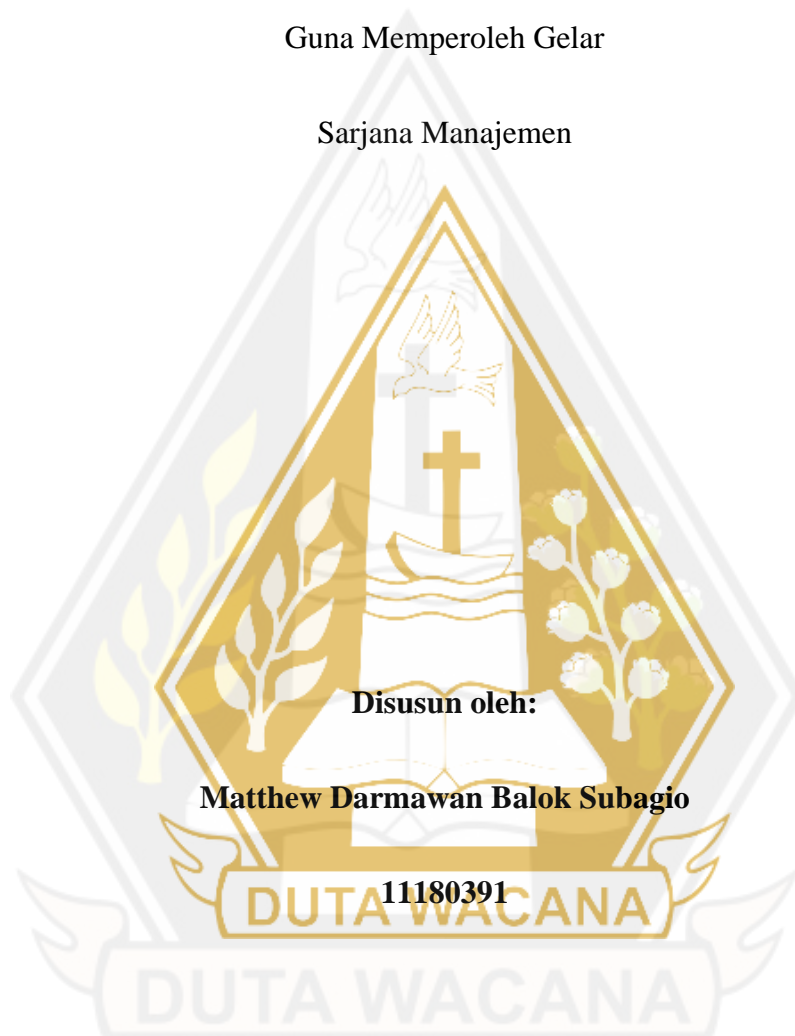 Guna Memperoleh Gelar
Sarjana Manajemen
Disusun oleh:
Matthew Darmawan Balok Subagio
11180391
DUTA WACANA
DUTA WACANA